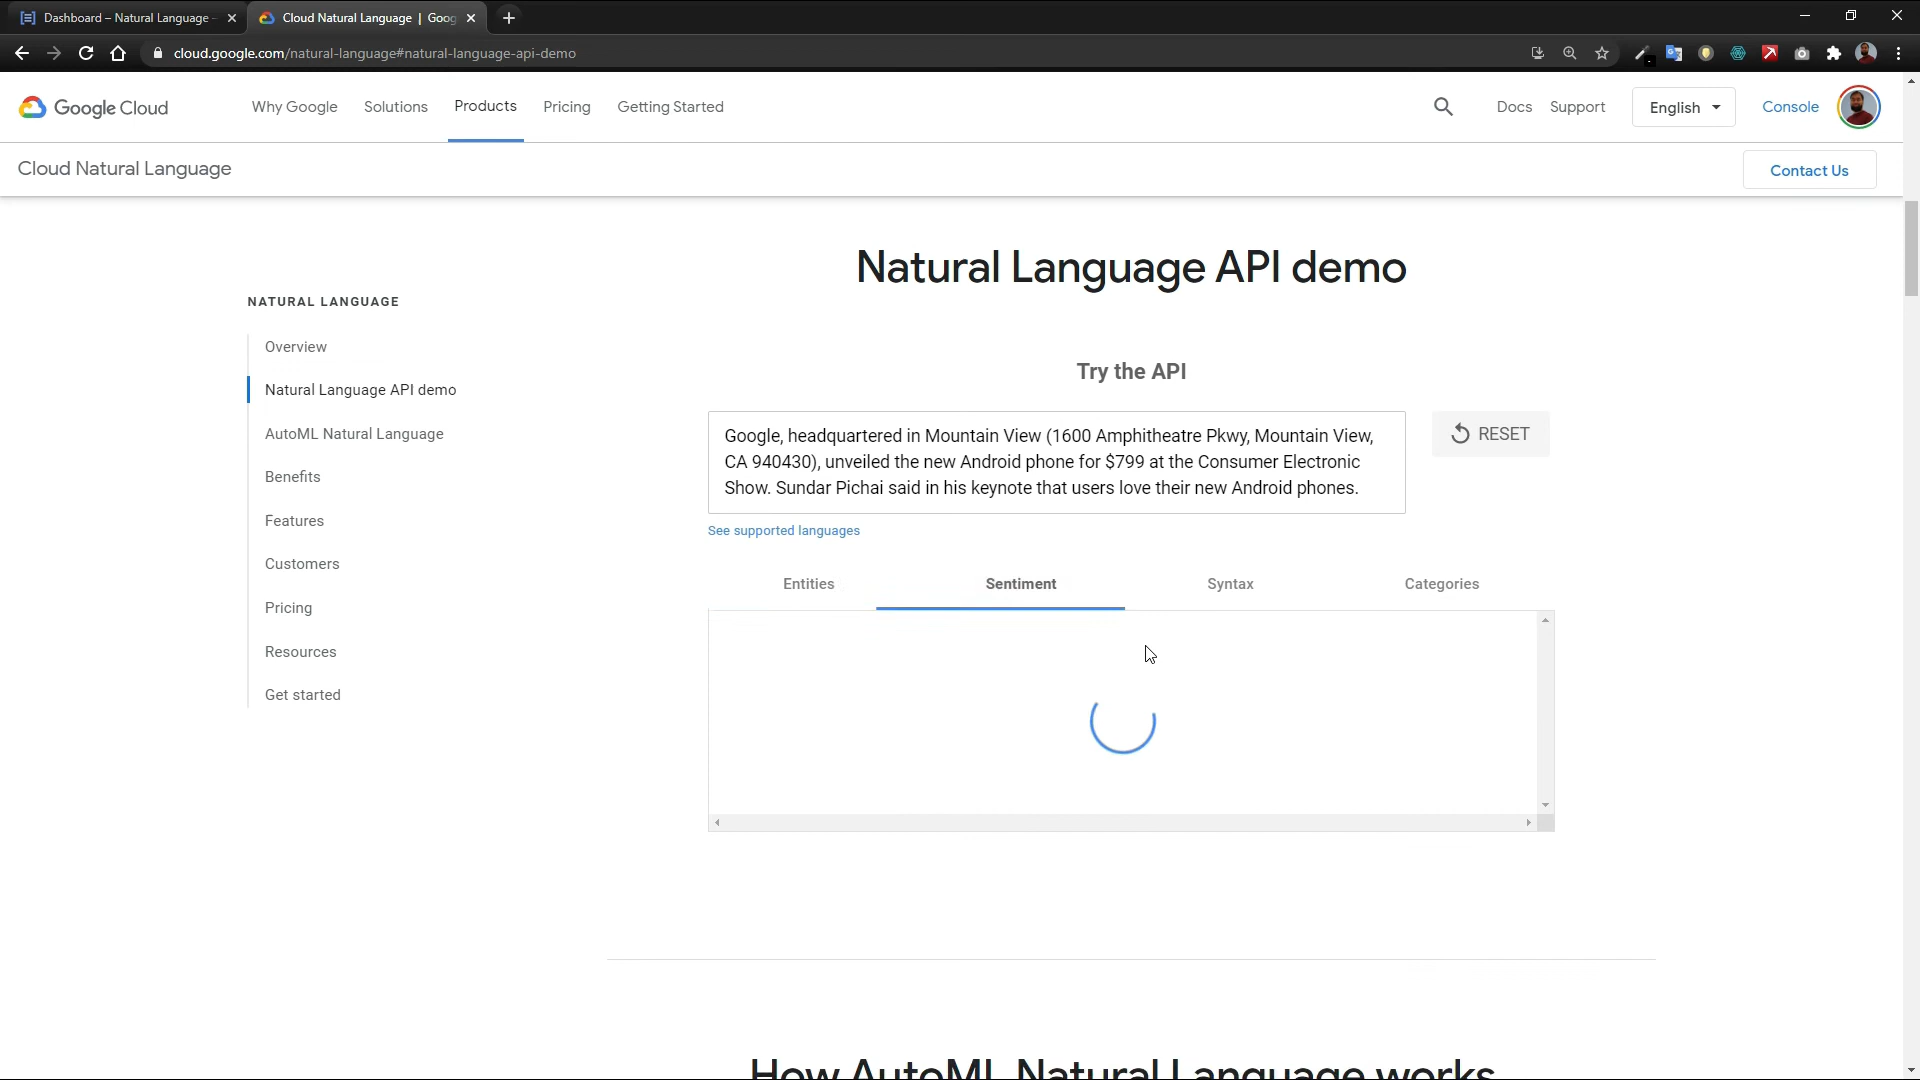 Dashboard – Natural Language –
Cloud Natural Language | Goog
cloud.google.com/natural-language#natural-language-api-demo
Google Cloud
Why Google
Solutions
Products
Pricing
Getting Started
Docs
Support
English
Console
Cloud Natural Language
Contact Us
NATURAL LANGUAGE
Overview
Natural Language API demo
AutoML Natural Language
Benefits
Features
Customers
Pricing
Resources
Get started
Natural Language API demo
Try the API
Google, headquartered in Mountain View (1600 Amphitheatre Pkwy, Mountain View,
CA 940430), unveiled the new Android phone for $799 at the Consumer Electronic
Show. Sundar Pichai said in his keynote that users love their new Android phones.
RESET
See supported languages
Entities
Sentiment
Syntax
Categories
How AutoML Natural Language works